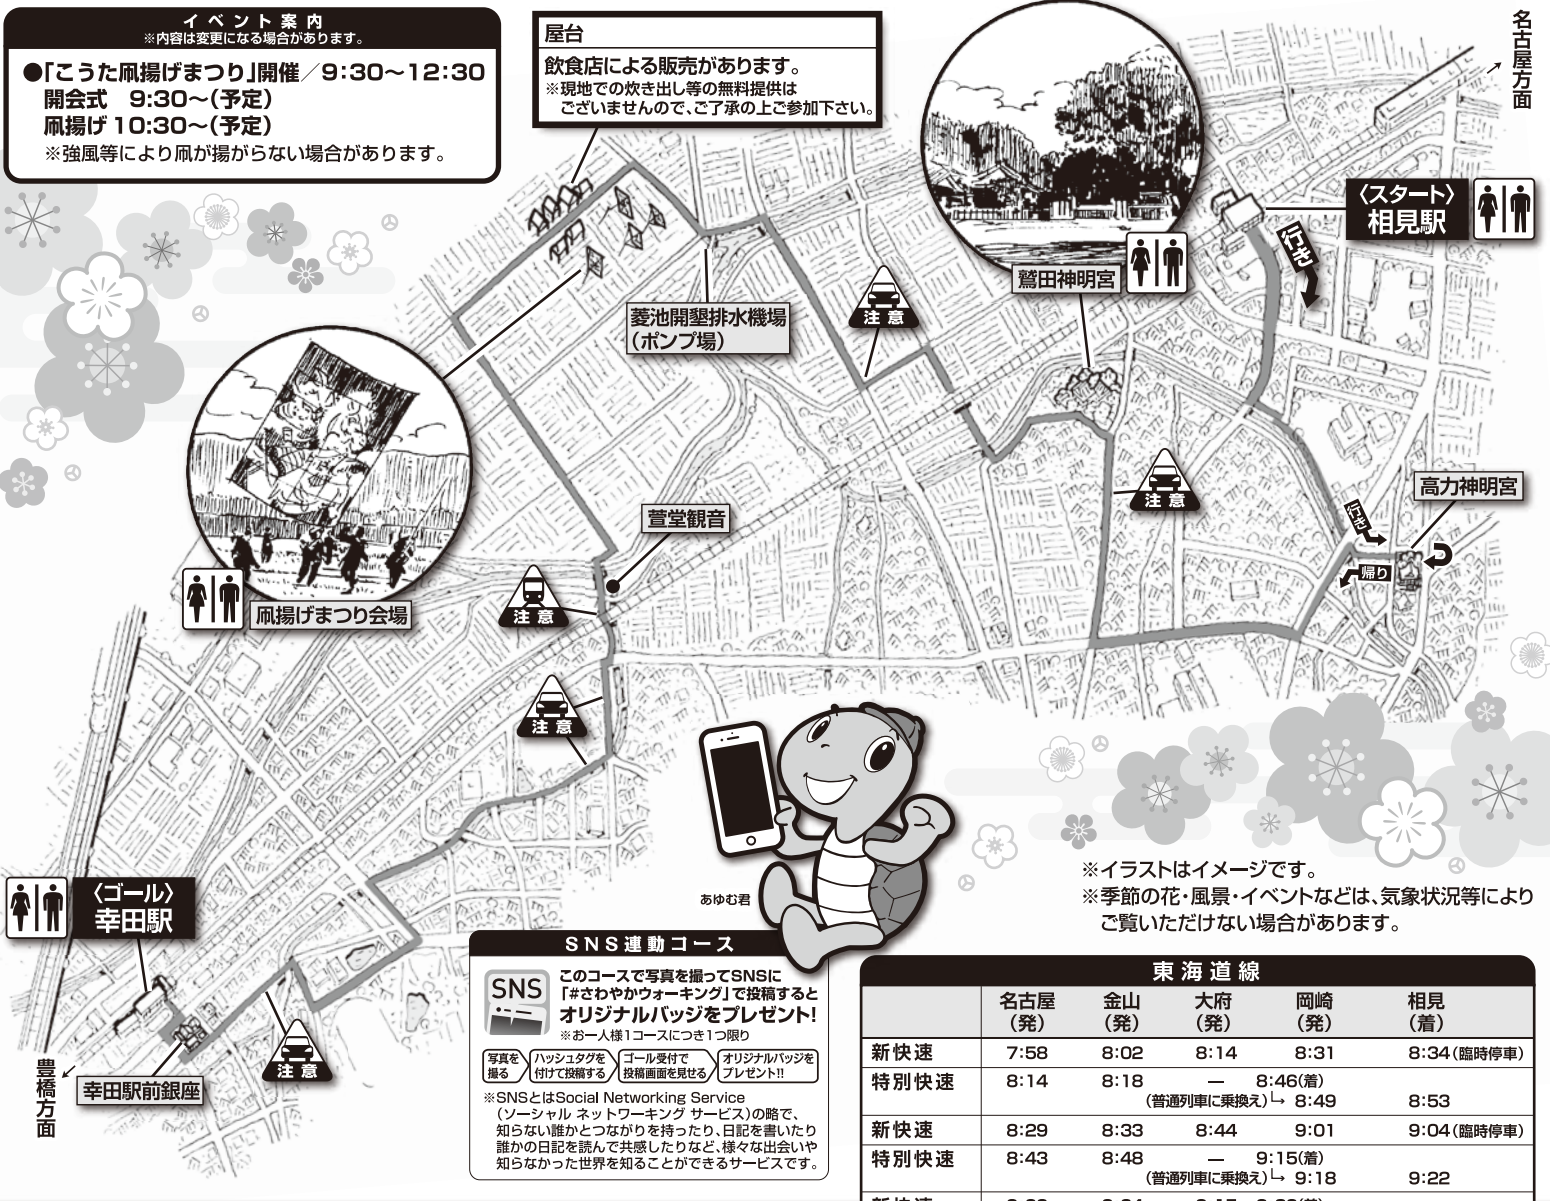 イベント案内
※内容は変更になる場合があります。
●「こうた凧揚げまつり」開催／9:30〜12:30
開会式　9:30〜(予定)
凧揚げ 10:30〜(予定)
※強風等により凧が揚がらない場合があります。
屋台
飲食店による販売があります。
※現地での炊き出し等の無料提供は
ございませんので、ご了承の上ご参加下さい。
名古屋方面
〈スタート〉
相見駅
行き
鷲田神明宮
注意
菱池開墾排水機場
(ポンプ場)
注意
高力神明宮
行き
帰り
萱堂観音
注意
凧揚げまつり会場
注意
〈ゴール〉
幸田駅
豊橋方面
幸田駅前銀座
注意
あゆむ君
※イラストはイメージです。
※季節の花・風景・イベントなどは、気象状況等により
ご覧いただけない場合があります。
SNS連動コース
SNS
このコースで写真を撮ってSNSに
「#さわやかウォーキング」で投稿すると
オリジナルバッジをプレゼント!
※お一人様1コースにつき1つ限り
写真を撮る
ハッシュタグを付けて投稿する
ゴール受付で投稿画面を見せる
オリジナルバッジをプレゼント!!
※SNSとはSocial Networking Service
(ソーシャル ネットワーキング サービス)の略で、
知らない誰かとつながりを持ったり、日記を書いたり
誰かの日記を読んで共感したりなど、様々な出会いや
知らなかった世界を知ることができるサービスです。
東海道線
名古屋(発) 金山(発) 大府(発) 岡崎(発) 相見(着)
新快速 7:58 8:02 8:14 8:31 8:34(臨時停車)
特別快速 8:14 8:18 ― 8:46(着)
(普通列車に乗換え)↳ 8:49 8:53
新快速 8:29 8:33 8:44 9:01 9:04(臨時停車)
特別快速 8:43 8:48 ― 9:15(着)
(普通列車に乗換え)↳ 9:18 9:22